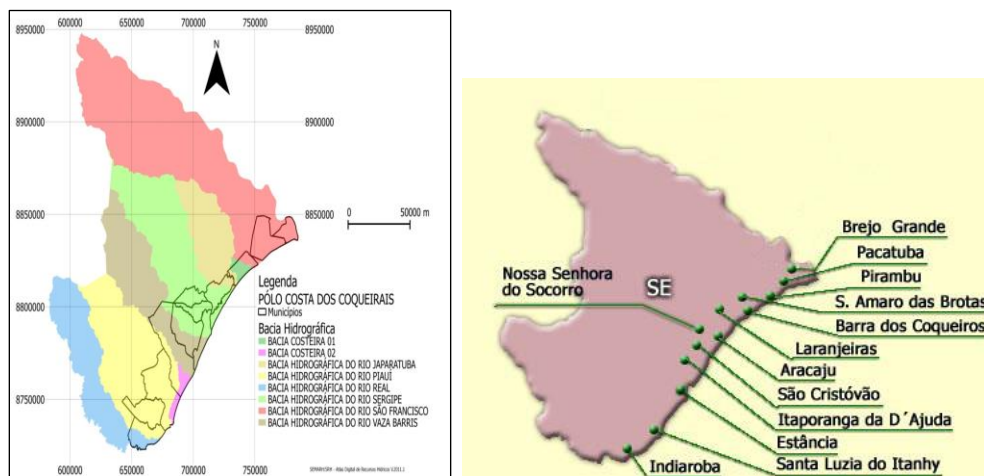 600000 650000 700000 750000
8950000 8950000
N
8900000 8900000
8850000 8850000
0 50000 m
8800000 8800000
8750000 8750000
Legenda
PÓLO COSTA DOS COQUEIRAIS
Municípios
Bacia Hidrográfica
BACIA COSTEIRA 01
BACIA COSTEIRA 02
BACIA HIDROGRÁFICA DO RIO JAPARATUBA
BACIA HIDROGRÁFICA DO RIO PIAUÍ
BACIA HIDROGRÁFICA DO RIO REAL
BACIA HIDROGRÁFICA DO RIO SERGIPE
BACIA HIDROGRÁFICA DO RIO SÃO FRANCISCO
BACIA HIDROGRÁFICA DO RIO VAZA BARRIS
600000 650000 700000 750000
Brejo Grande
Pacatuba
Pirambu
S. Amaro das Brotas
Barra dos Coqueiros
Nossa Senhora
do Socorro
SE
Laranjeiras
Aracaju
São Cristóvão
Itaporanga da D´Ajuda
Estância
Santa Luzia do Itanhy
Indiaroba